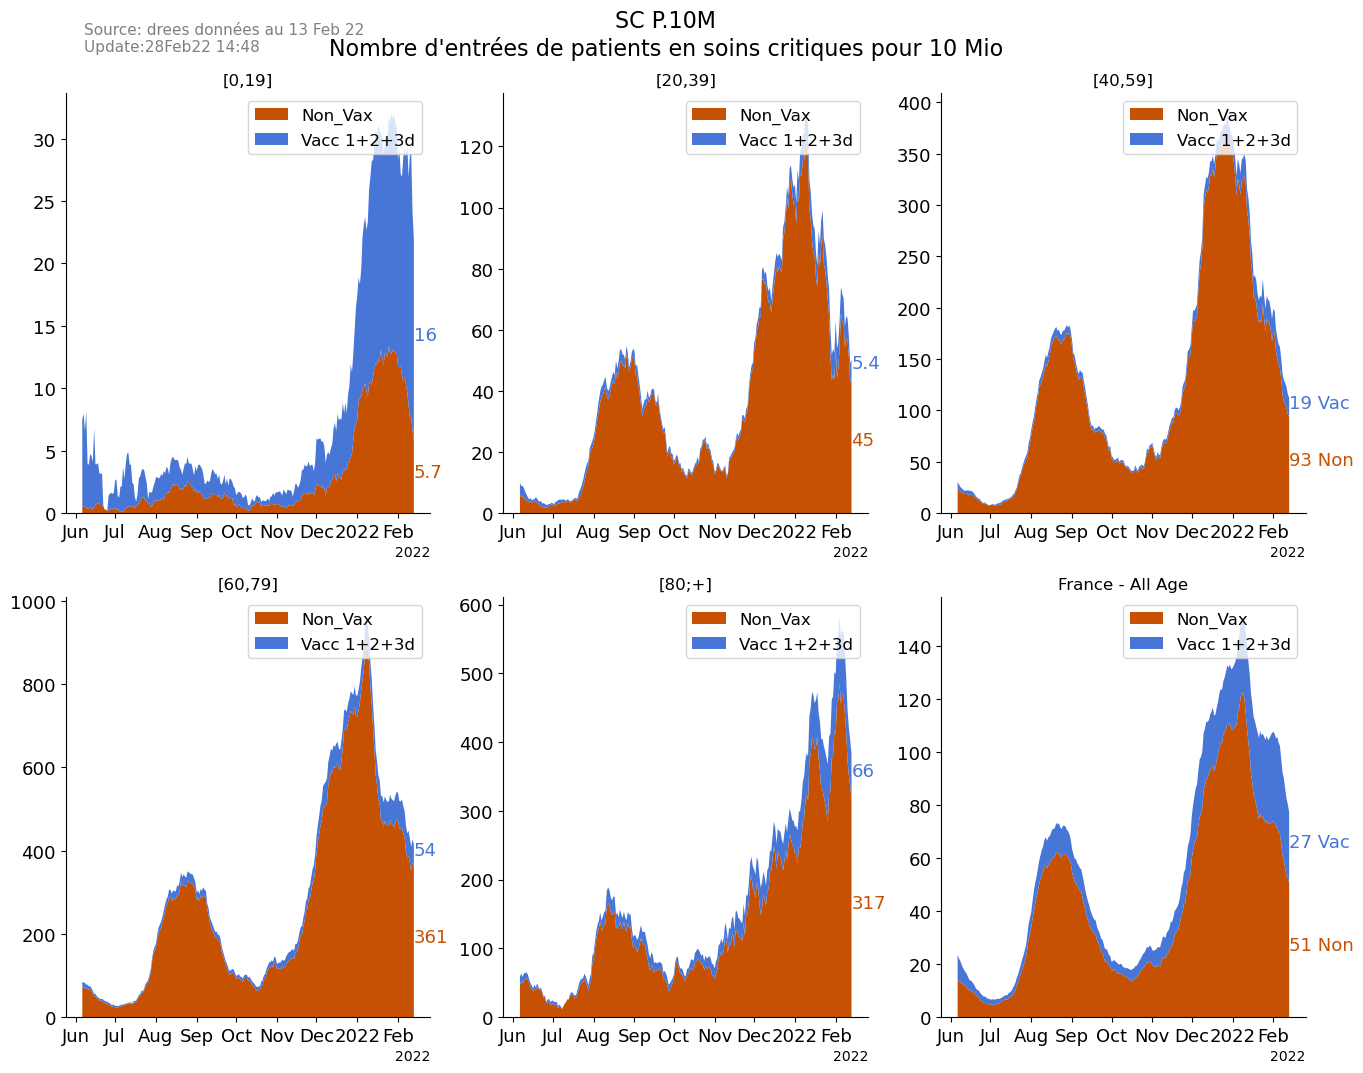 SC P.10M
Source: drees données au 13 Feb 22
Update:28Feb22 14:48
Nombre d'entrées de patients en soins critiques pour 10 Mio
[0,19]
Non_Vax
Vacc 1+2+3d
30
25
20
15
10
5
0
16
5.7
Jun Jul Aug Sep Oct Nov Dec 2022 Feb
2022
[20,39]
Non_Vax
Vacc 1+2+3d
120
100
80
60
40
20
0
5.4
45
Jun Jul Aug Sep Oct Nov Dec 2022 Feb
2022
[40,59]
Non_Vax
Vacc 1+2+3d
400
350
300
250
200
150
100
50
0
19 Vac
93 Non
Jun Jul Aug Sep Oct Nov Dec 2022 Feb
2022
[60,79]
Non_Vax
Vacc 1+2+3d
1000
800
600
400
200
0
54
361
Jun Jul Aug Sep Oct Nov Dec 2022 Feb
2022
[80;+]
Non_Vax
Vacc 1+2+3d
600
500
400
300
200
100
0
66
317
Jun Jul Aug Sep Oct Nov Dec 2022 Feb
2022
France - All Age
Non_Vax
Vacc 1+2+3d
140
120
100
80
60
40
20
0
27 Vac
51 Non
Jun Jul Aug Sep Oct Nov Dec 2022 Feb
2022